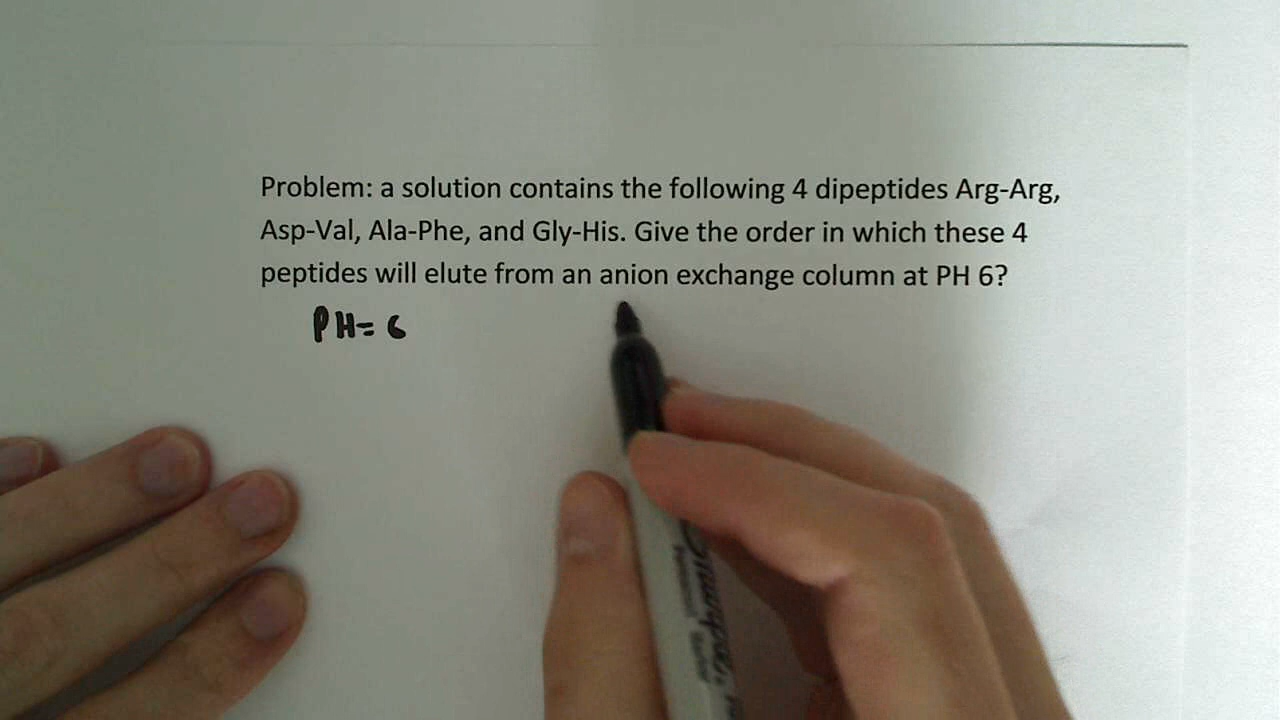 Problem: a solution contains the following 4 dipeptides Arg-Arg,
Asp-Val, Ala-Phe, and Gly-His. Give the order in which these 4
peptides will elute from an anion exchange column at PH 6?
PH= 6